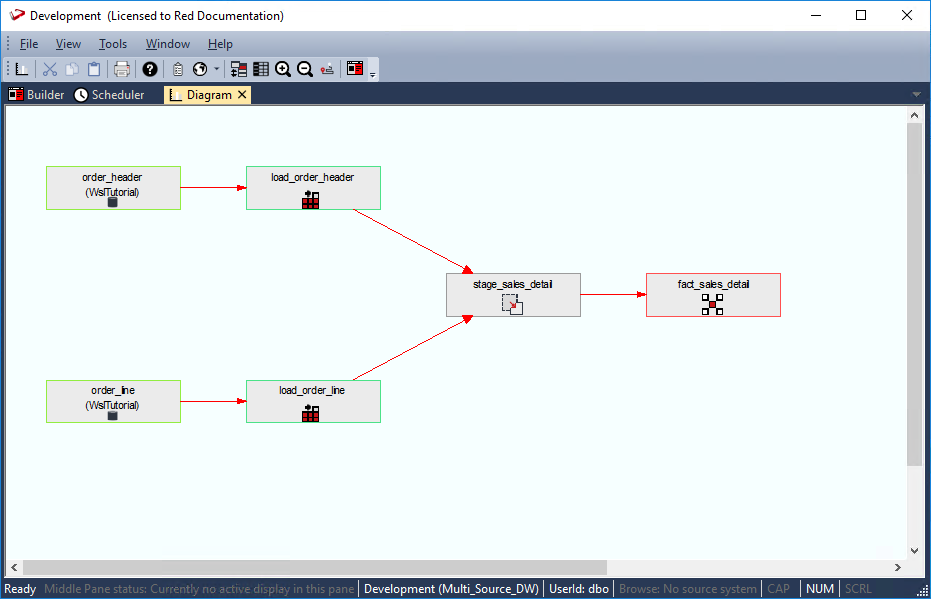 Development (Licensed to Red Documentation)
File View Tools Window Help
Builder Scheduler Diagram
order_header
(WslTutorial)
load_order_header
stage_sales_detail
fact_sales_detail
order_line
(WslTutorial)
load_order_line
Ready Middle Pane status: Currently no active display in this pane Development (Multi_Source_DW) UserId: dbo Browse: No source system CAP NUM SCRL